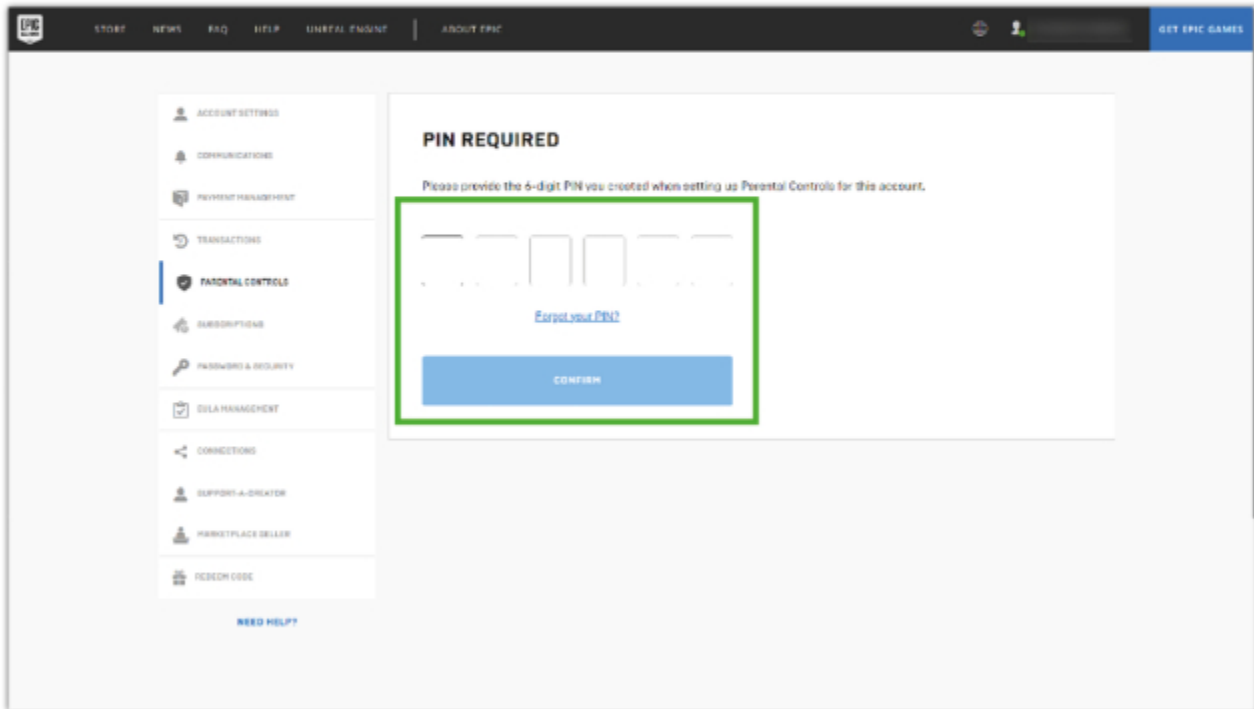 EPIC GAMES
STORE NEWS FAQ HELP UNREAL ENGINE ABOUT EPIC
GET EPIC GAMES
ACCOUNT SETTINGS
COMMUNICATIONS
PAYMENT MANAGEMENT
TRANSACTIONS
PARENTAL CONTROLS
SUBSCRIPTIONS
PASSWORD & SECURITY
EULA MANAGEMENT
CONNECTIONS
SUPPORT-A-CREATOR
MARKETPLACE SELLER
REDEEM CODE
NEED HELP?
PIN REQUIRED
Please provide the 6-digit PIN you created when setting up Parental Controls for this account.
Forgot your PIN?
CONFIRM